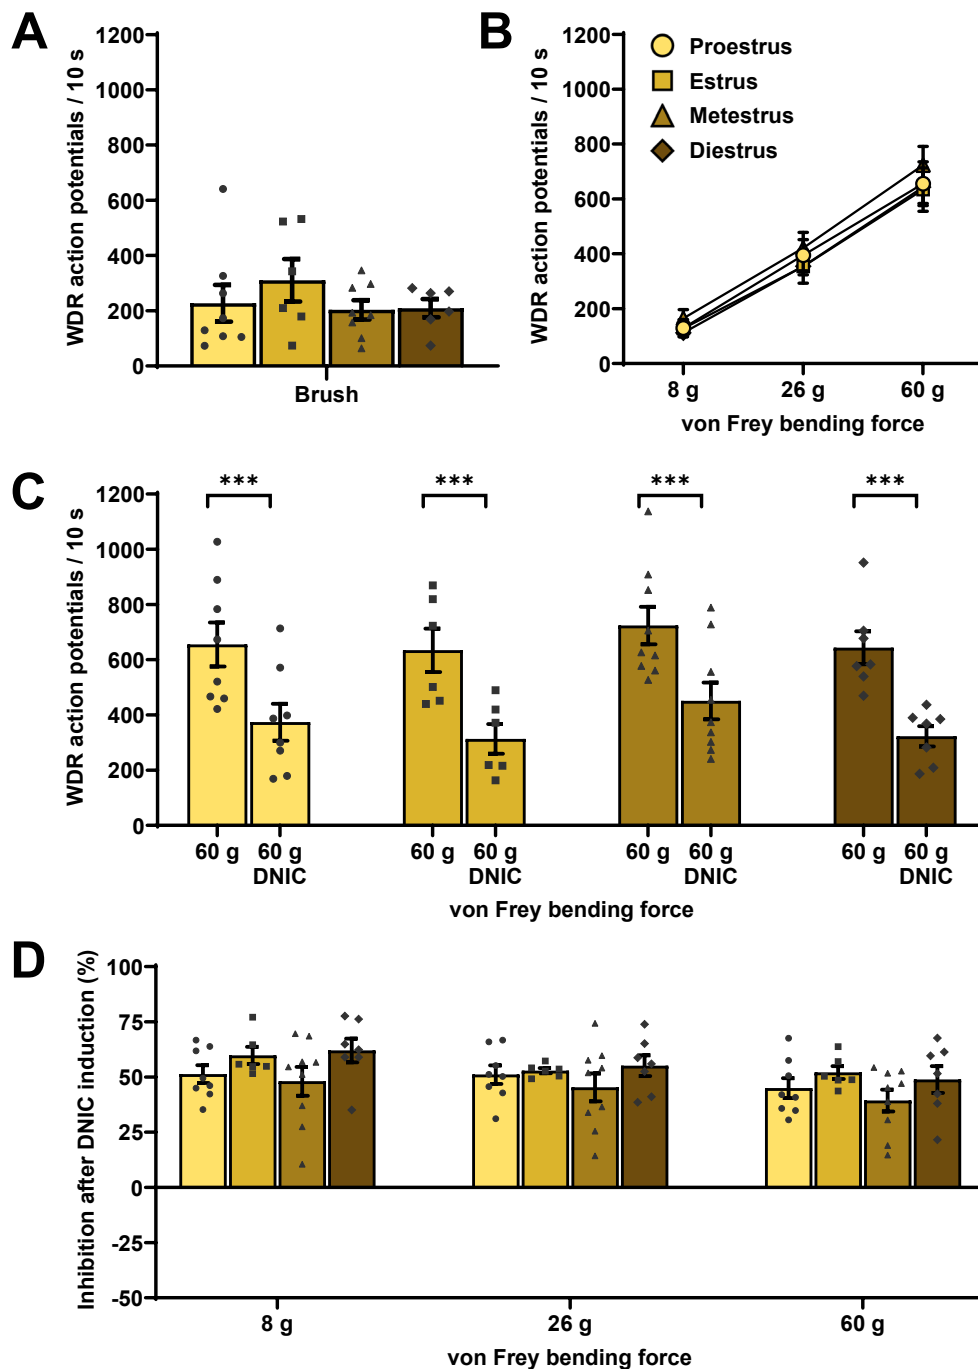 A
WDR action potentials / 10 s
1200
1000
800
600
400
200
0
Brush
B
WDR action potentials / 10 s
1200
1000
800
600
400
200
0
Proestrus
Estrus
Metestrus
Diestrus
8 g
26 g
60 g
von Frey bending force
C
WDR action potentials / 10 s
1200
1000
800
600
400
200
0
*** *** *** ***
60 g 60 g 60 g 60 g 60 g 60 g 60 g 60 g
DNIC DNIC DNIC DNIC
von Frey bending force
D
Inhibition after DNIC induction (%)
100
75
50
25
0
-25
-50
8 g 26 g 60 g
von Frey bending force